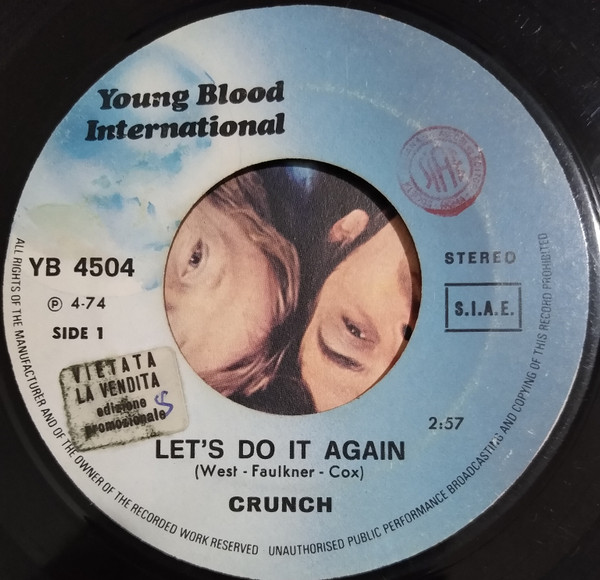 Young Blood
International
YB 4504
Ⓟ 4-74
SIDE 1
STEREO
S.I.A.E.
VIETATA
LA VENDITA
edizione
promozionale
2:57
LET'S DO IT AGAIN
(West - Faulkner - Cox)
CRUNCH
ALL RIGHTS OF THE MANUFACTURER AND OF THE OWNER OF THE RECORDED WORK RESERVED UNAUTHORISED PUBLIC PERFORMANCE BROADCASTING AND COPYING OF THIS RECORD PROHIBITED